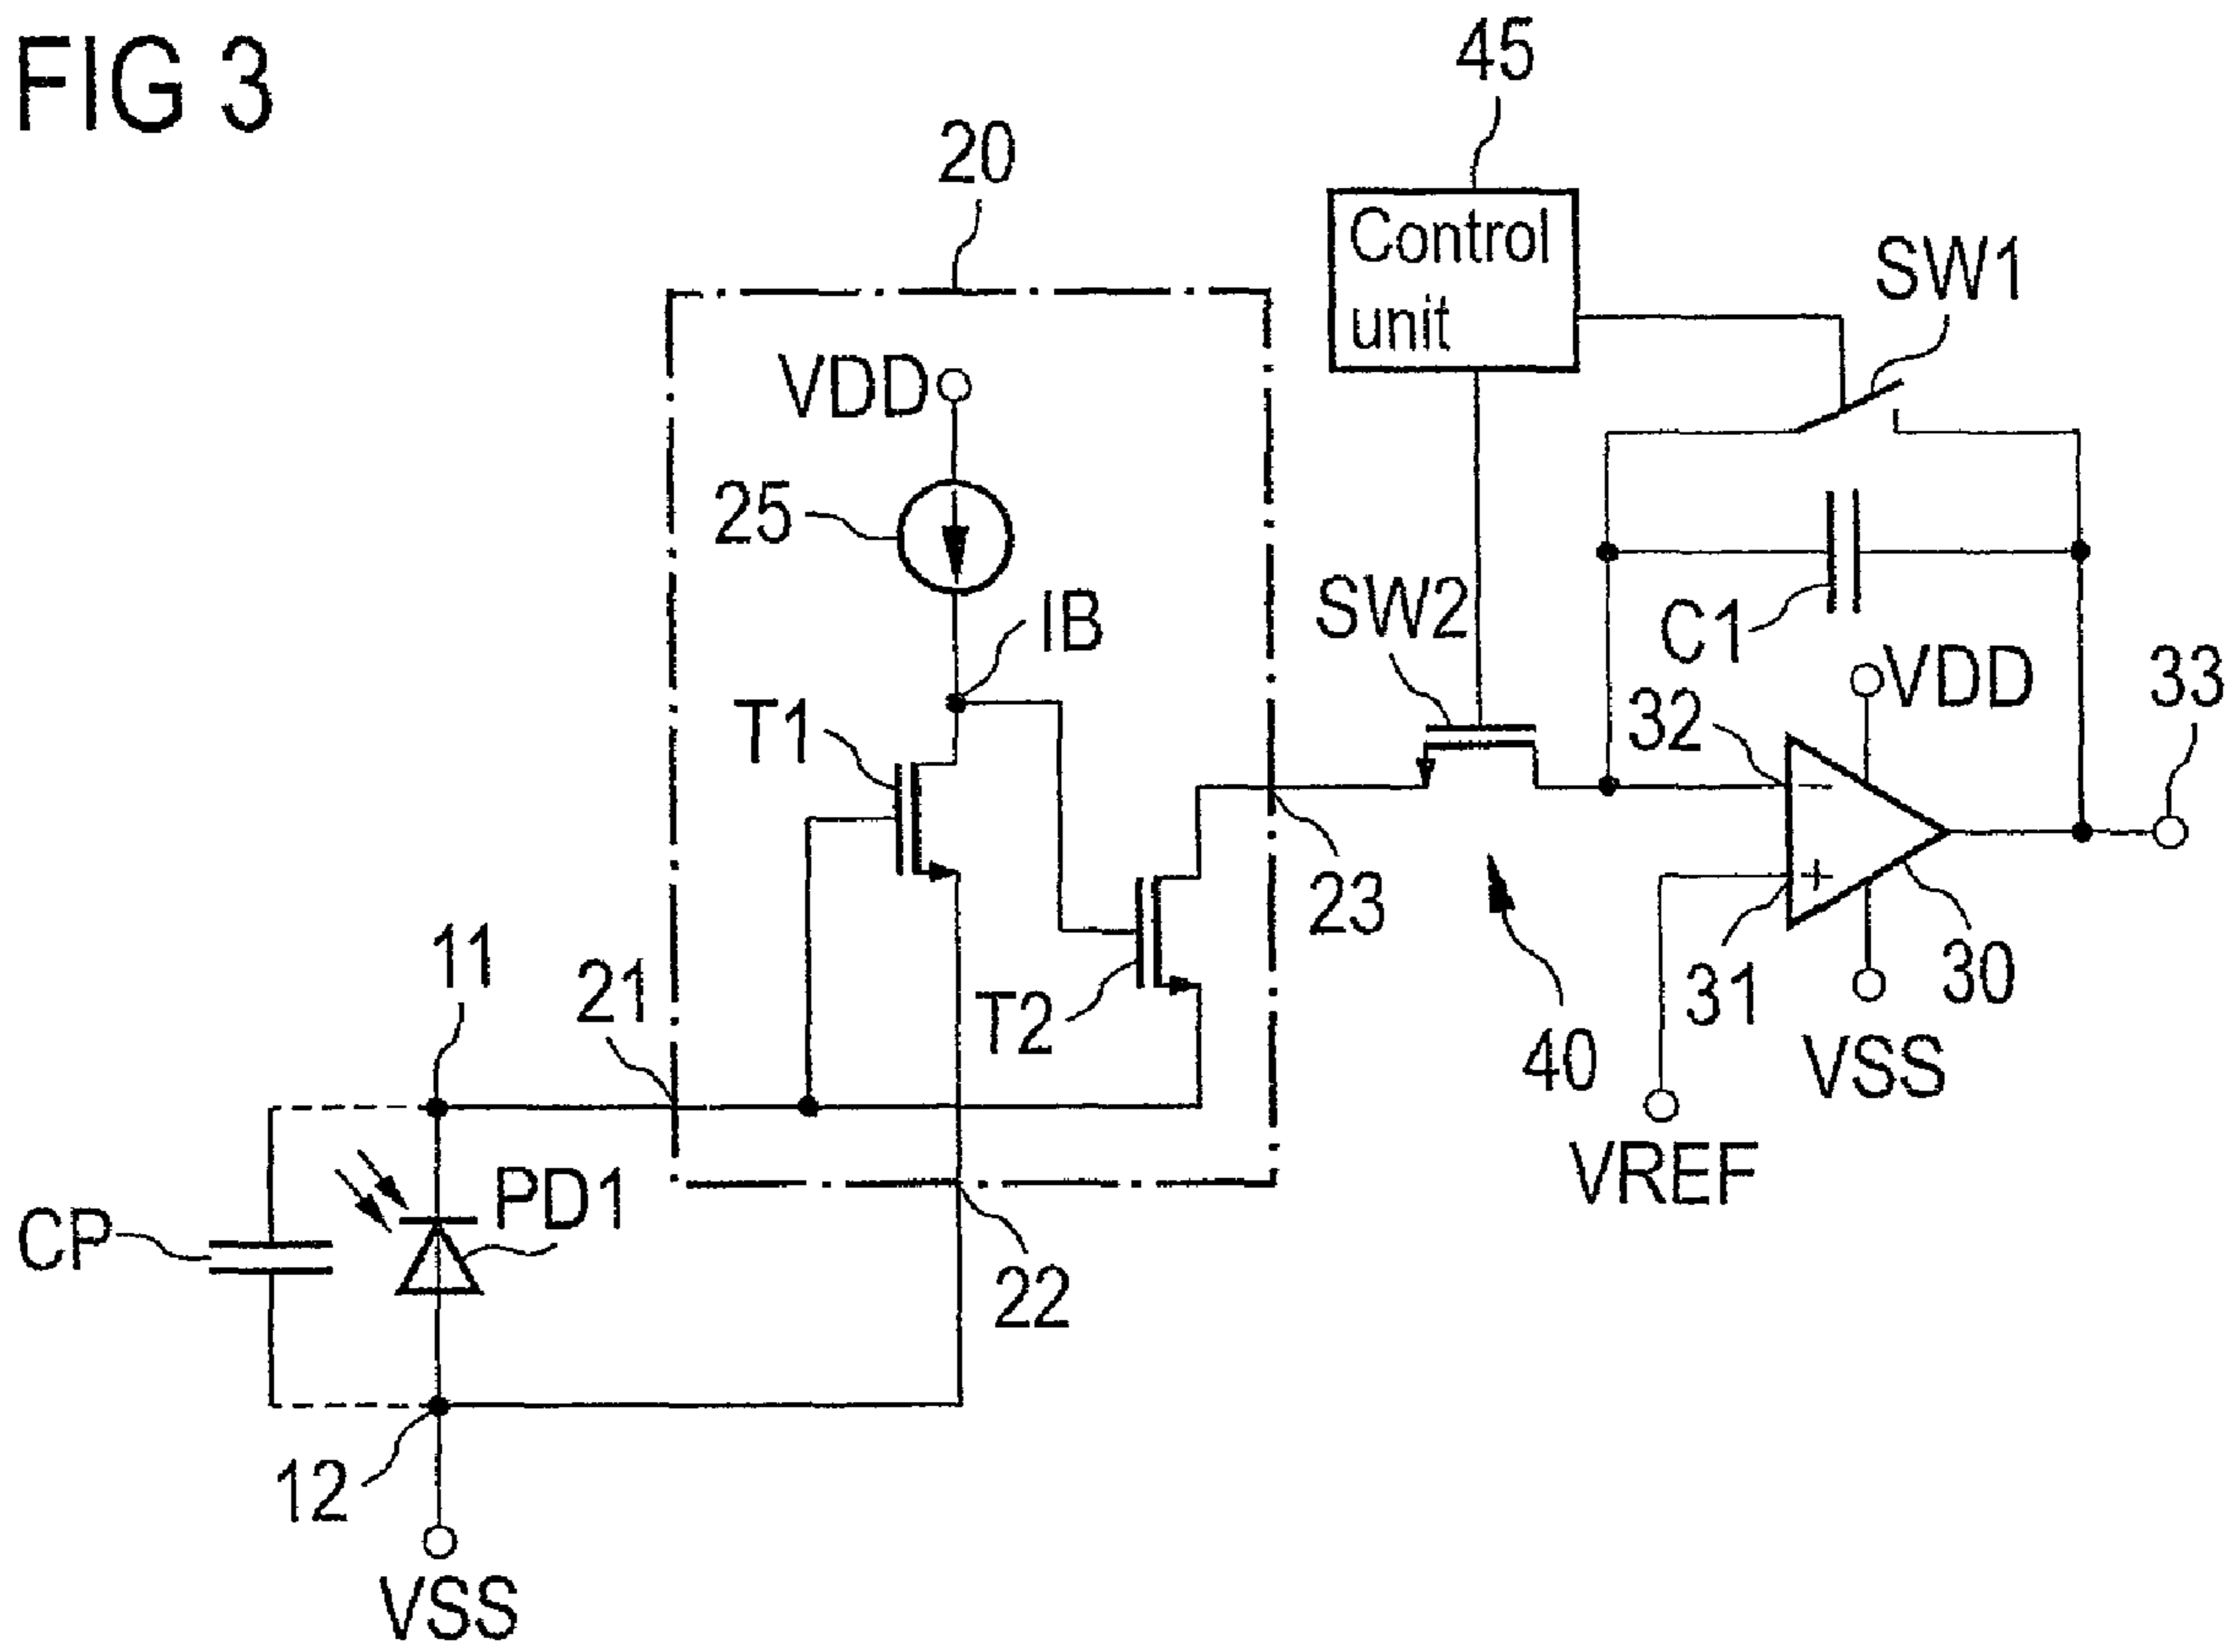 FIG 3
45
20
Control
unit
SW1
VDD
25
IB
SW2
C1
T1
32
VDD
33
23
11
21
T2
31
30
40
VSS
VREF
CP
PD1
22
12
VSS
+